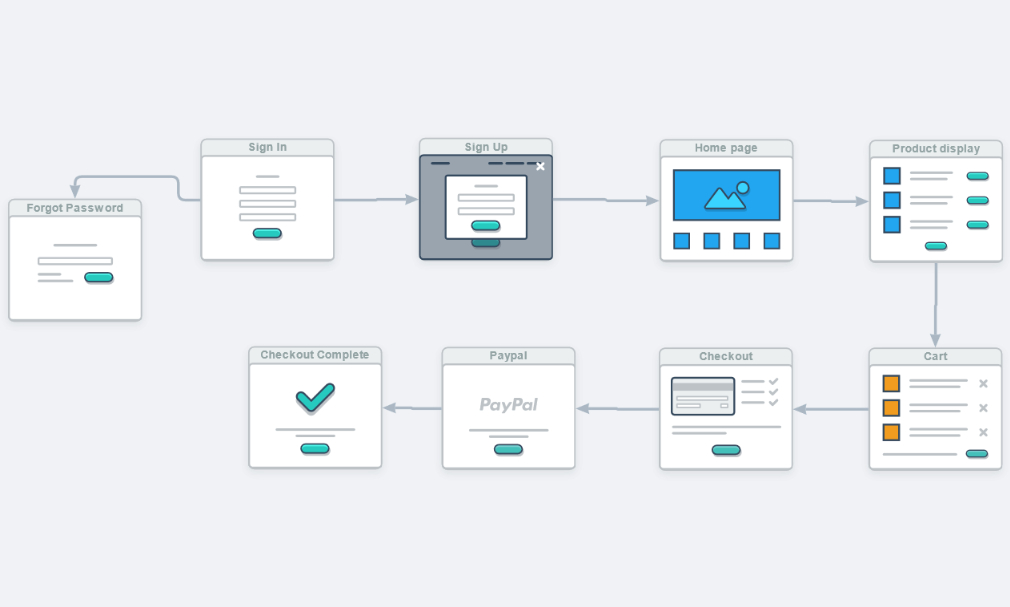 Sign In
Sign Up
Home page
Product display
Forgot Password
Checkout Complete
Paypal
Checkout
Cart
PayPal